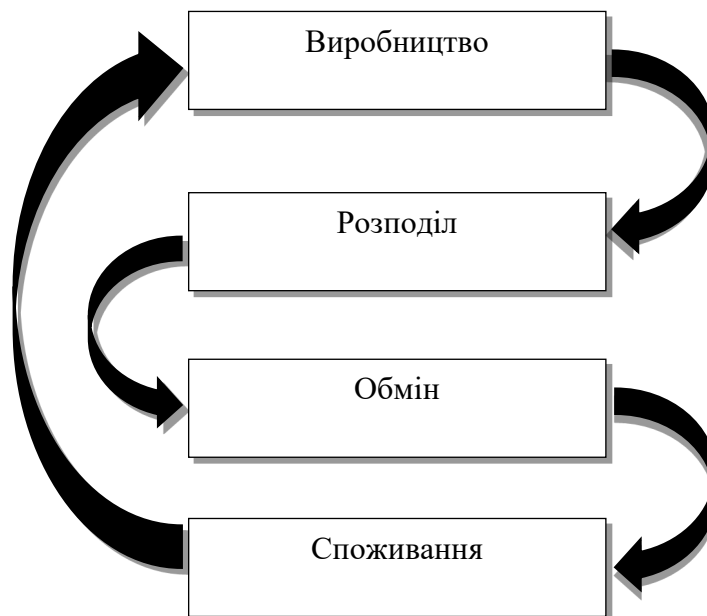 Виробництво
Розподіл
Обмін
Споживання